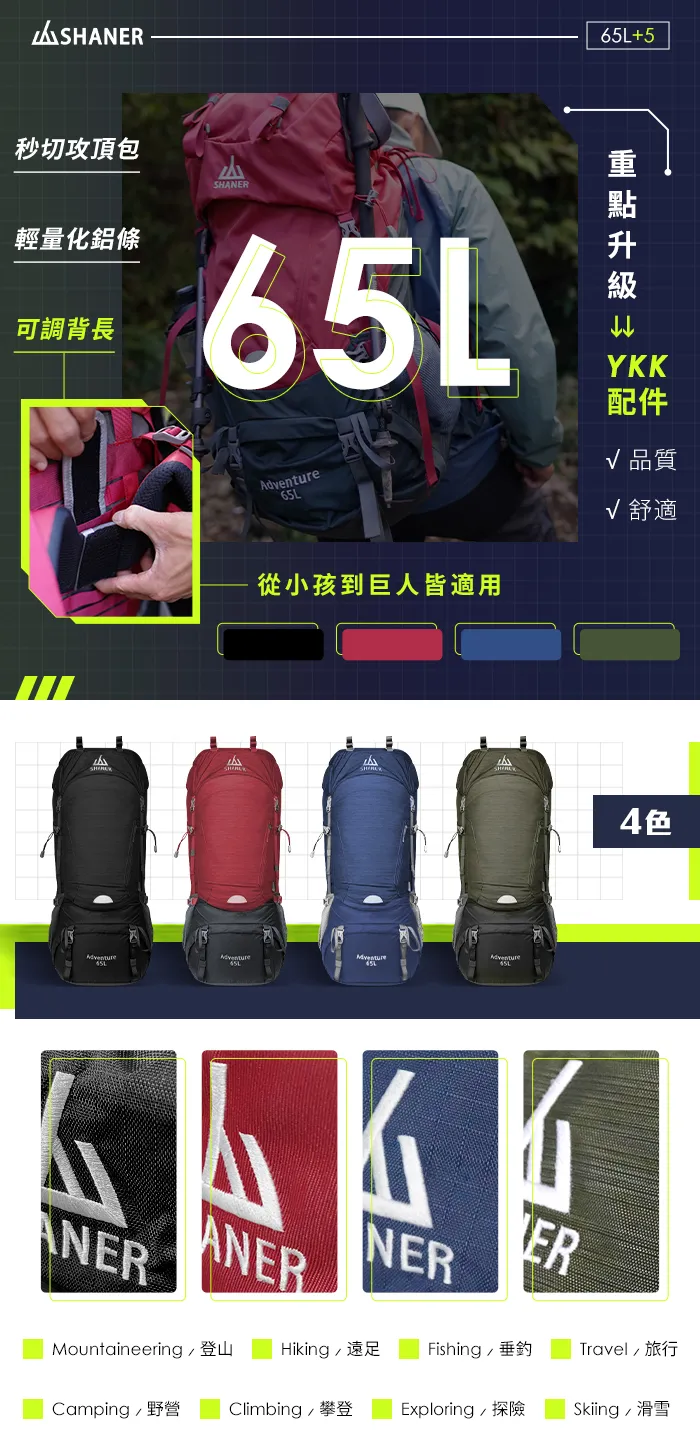 SHANER
65L+5
秒切攻頂包
輕量化鋁條
可調背長
SHANER
65L
Adventure
65L
重點升級
YKK
配件
√ 品質
√ 舒適
從小孩到巨人皆適用
4色
SHANER
SHANER
SHANER
SHANER
Adventure
65L
Adventure
65L
Adventure
65L
Adventure
65L
ANER
ANER
NER
ER
Mountaineering / 登山
Hiking / 遠足
Fishing / 垂釣
Travel / 旅行
Camping / 野營
Climbing / 攀登
Exploring / 探險
Skiing / 滑雪